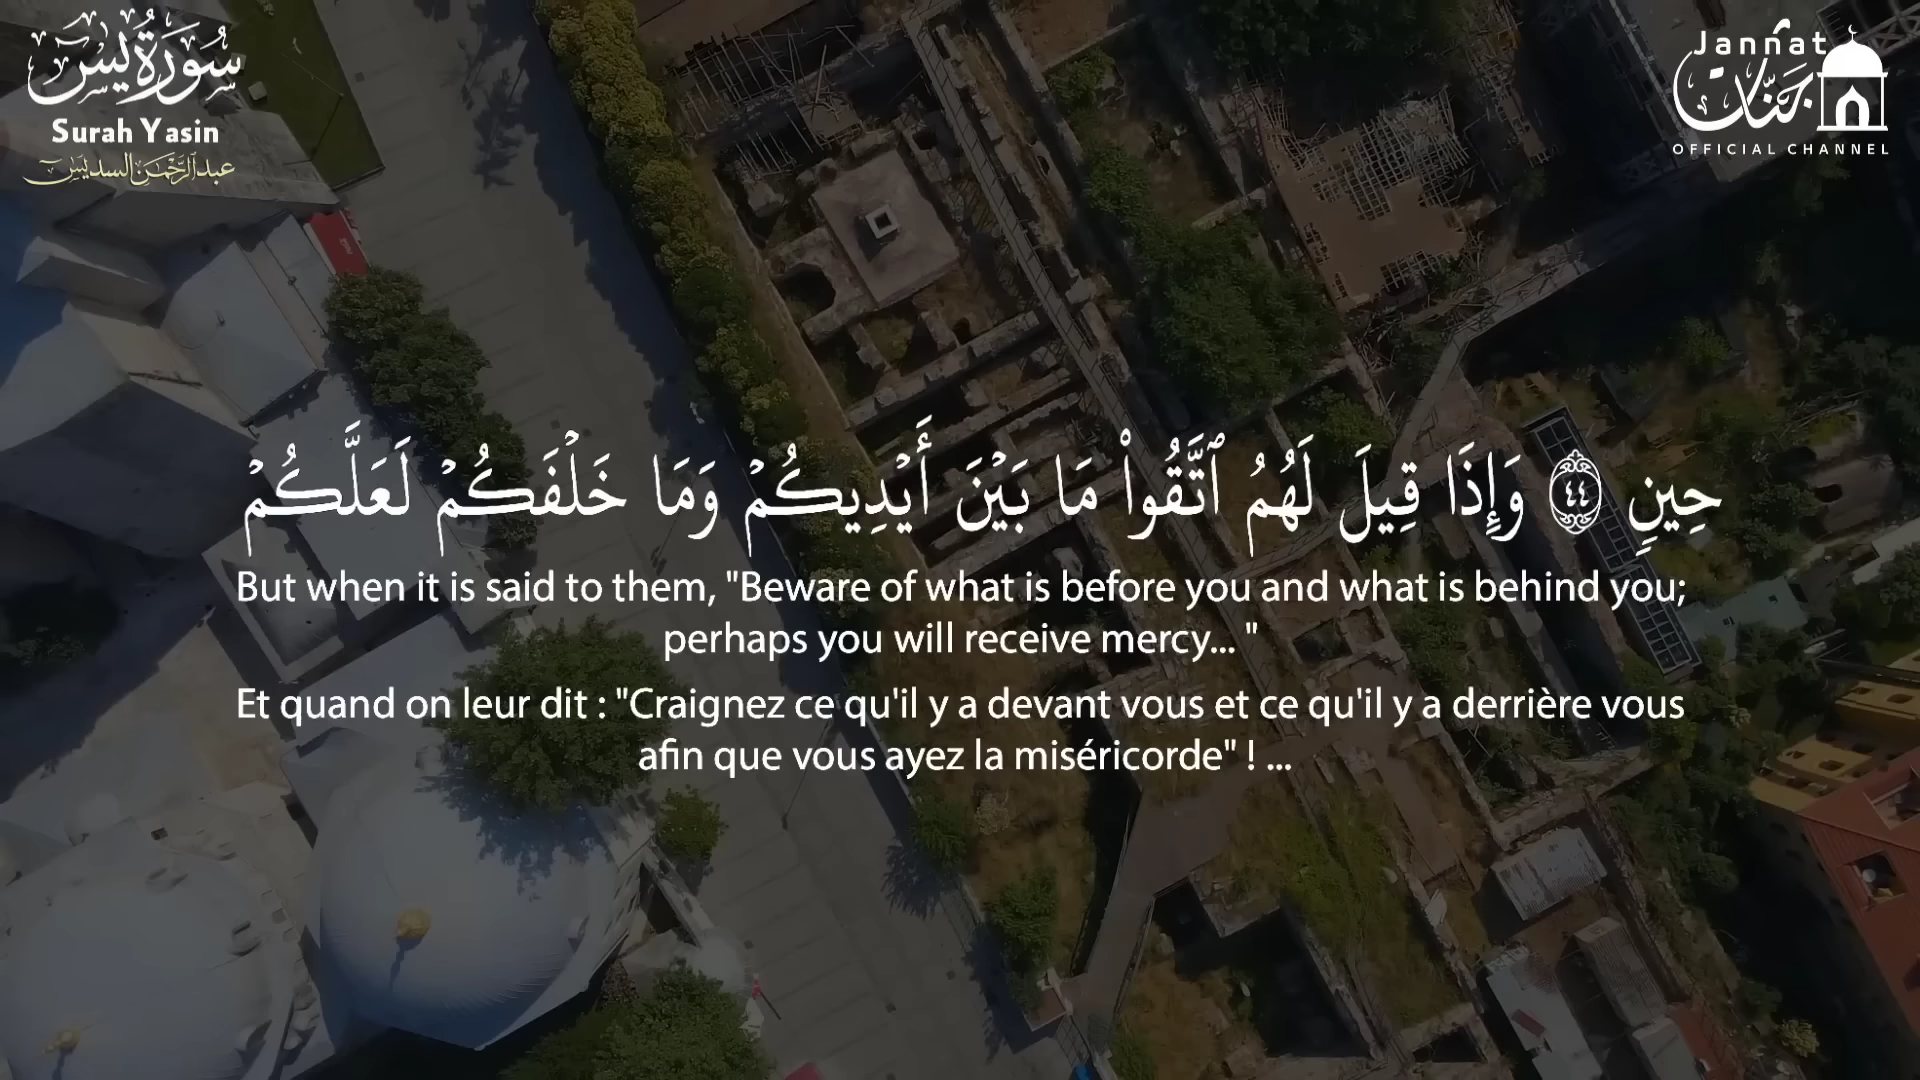 سُورَةُ يسٓ
Surah Yasin
عبد الرَّحْمَن السديس
Jannat
جَنَّات
OFFICIAL CHANNEL
حِينٍ ٤٤ وَإِذَا قِيلَ لَهُمُ ٱتَّقُوا۟ مَا بَيْنَ أَيْدِيكُمْ وَمَا خَلْفَكُمْ لَعَلَّكُمْ
But when it is said to them, "Beware of what is before you and what is behind you;
perhaps you will receive mercy... "
Et quand on leur dit : "Craignez ce qu'il y a devant vous et ce qu'il y a derrière vous
afin que vous ayez la miséricorde" ! ...